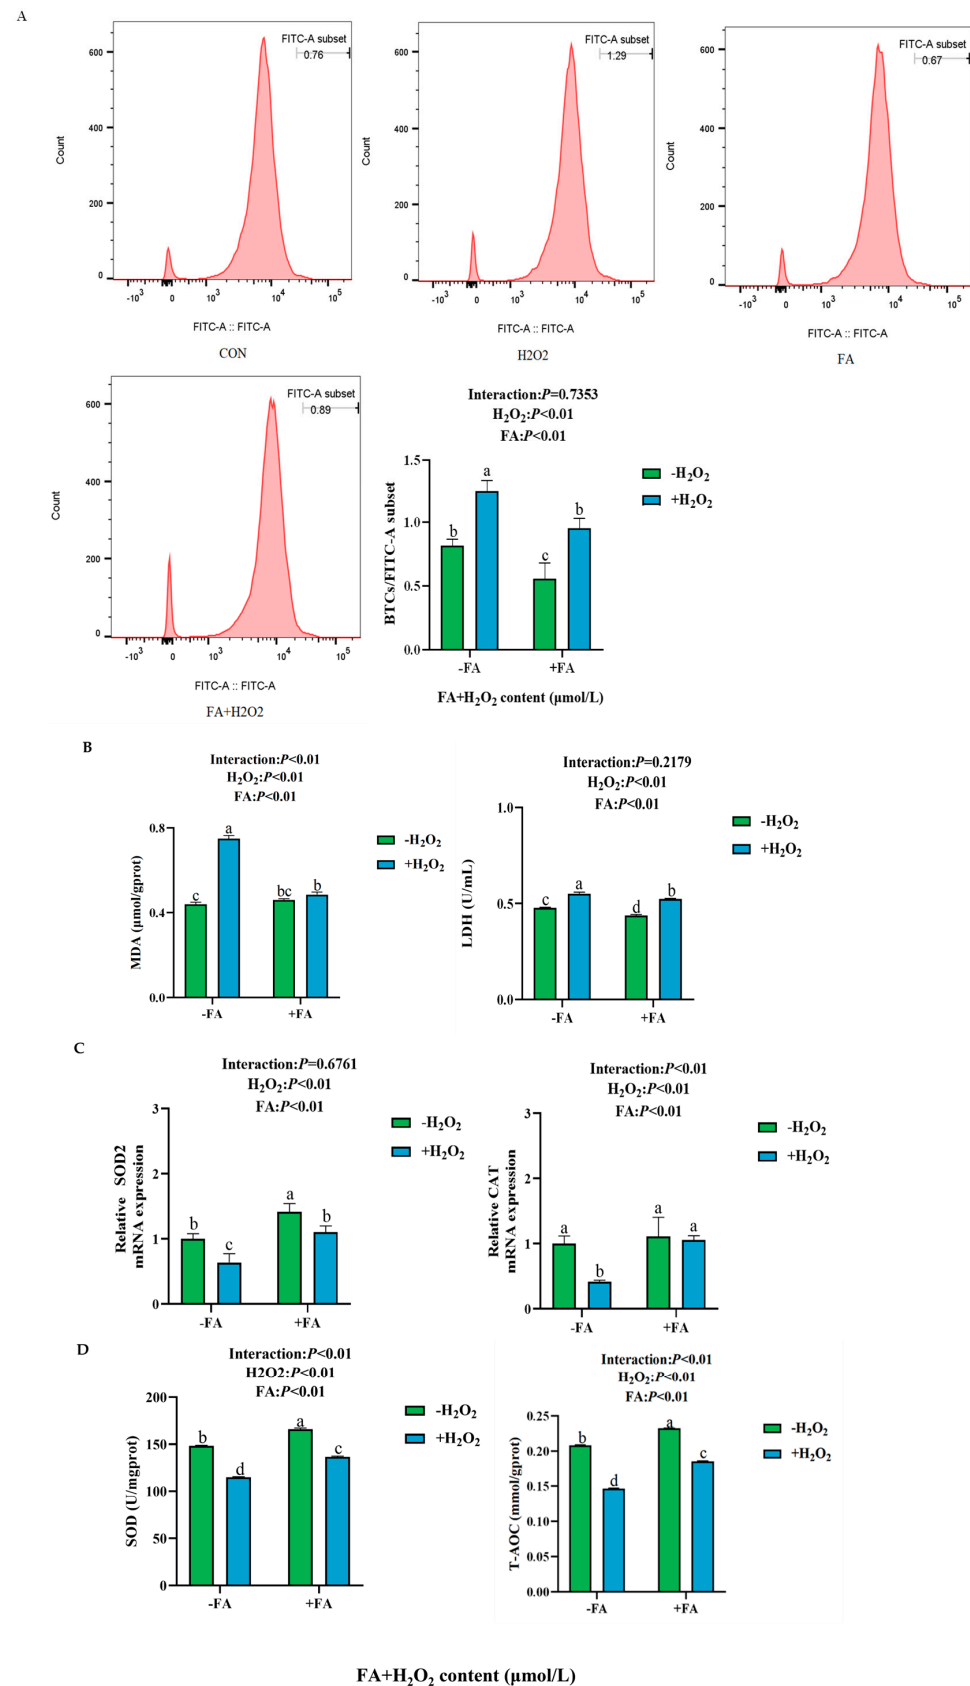 A
FITC-A subset
0.76
600
400
200
0
Count
-10³ 0 10³ 10⁴ 10⁵
FITC-A :: FITC-A
CON
FITC-A subset
1.29
600
400
200
0
Count
-10³ 0 10³ 10⁴ 10⁵
FITC-A :: FITC-A
H2O2
FITC-A subset
0.67
600
400
200
0
Count
-10³ 0 10³ 10⁴ 10⁵
FITC-A :: FITC-A
FA
FITC-A subset
0.89
600
400
200
0
Count
-10³ 0 10³ 10⁴ 10⁵
FITC-A :: FITC-A
FA+H2O2
Interaction:P=0.7353
H₂O₂:P<0.01
FA:P<0.01
1.5
1.0
0.5
0.0
BTCs/FITC-A subset
b a c b
-FA +FA
-H₂O₂
+H₂O₂
FA+H₂O₂ content (μmol/L)
B
Interaction:P<0.01
H₂O₂:P<0.01
FA:P<0.01
0.8
0.4
0.0
MDA (μmol/gprot)
c a bc b
-FA +FA
-H₂O₂
+H₂O₂
Interaction:P=0.2179
H₂O₂:P<0.01
FA:P<0.01
1.0
0.5
0.0
LDH (U/mL)
c a d b
-FA +FA
-H₂O₂
+H₂O₂
C
Interaction:P=0.6761
H₂O₂:P<0.01
FA:P<0.01
3
2
1
0
Relative SOD2
mRNA expression
b c a b
-FA +FA
-H₂O₂
+H₂O₂
Interaction:P<0.01
H₂O₂:P<0.01
FA:P<0.01
3
2
1
0
Relative CAT
mRNA expression
a b a a
-FA +FA
-H₂O₂
+H₂O₂
D
Interaction:P<0.01
H2O2:P<0.01
FA:P<0.01
200
150
100
50
0
SOD (U/mgprot)
b d a c
-FA +FA
-H₂O₂
+H₂O₂
Interaction:P<0.01
H₂O₂:P<0.01
FA:P<0.01
0.25
0.20
0.15
0.10
0.05
0.00
T-AOC (mmol/gprot)
b d a c
-FA +FA
-H₂O₂
+H₂O₂
FA+H₂O₂ content (μmol/L)